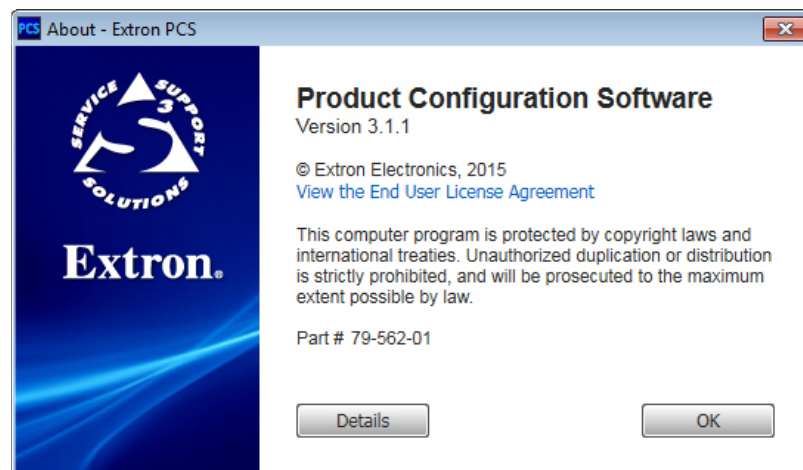 PCS About - Extron PCS
SERVICE SUPPORT SOLUTIONS
S3
Extron®
Product Configuration Software
Version 3.1.1
© Extron Electronics, 2015
View the End User License Agreement
This computer program is protected by copyright laws and
international treaties. Unauthorized duplication or distribution
is strictly prohibited, and will be prosecuted to the maximum
extent possible by law.
Part # 79-562-01
Details
OK